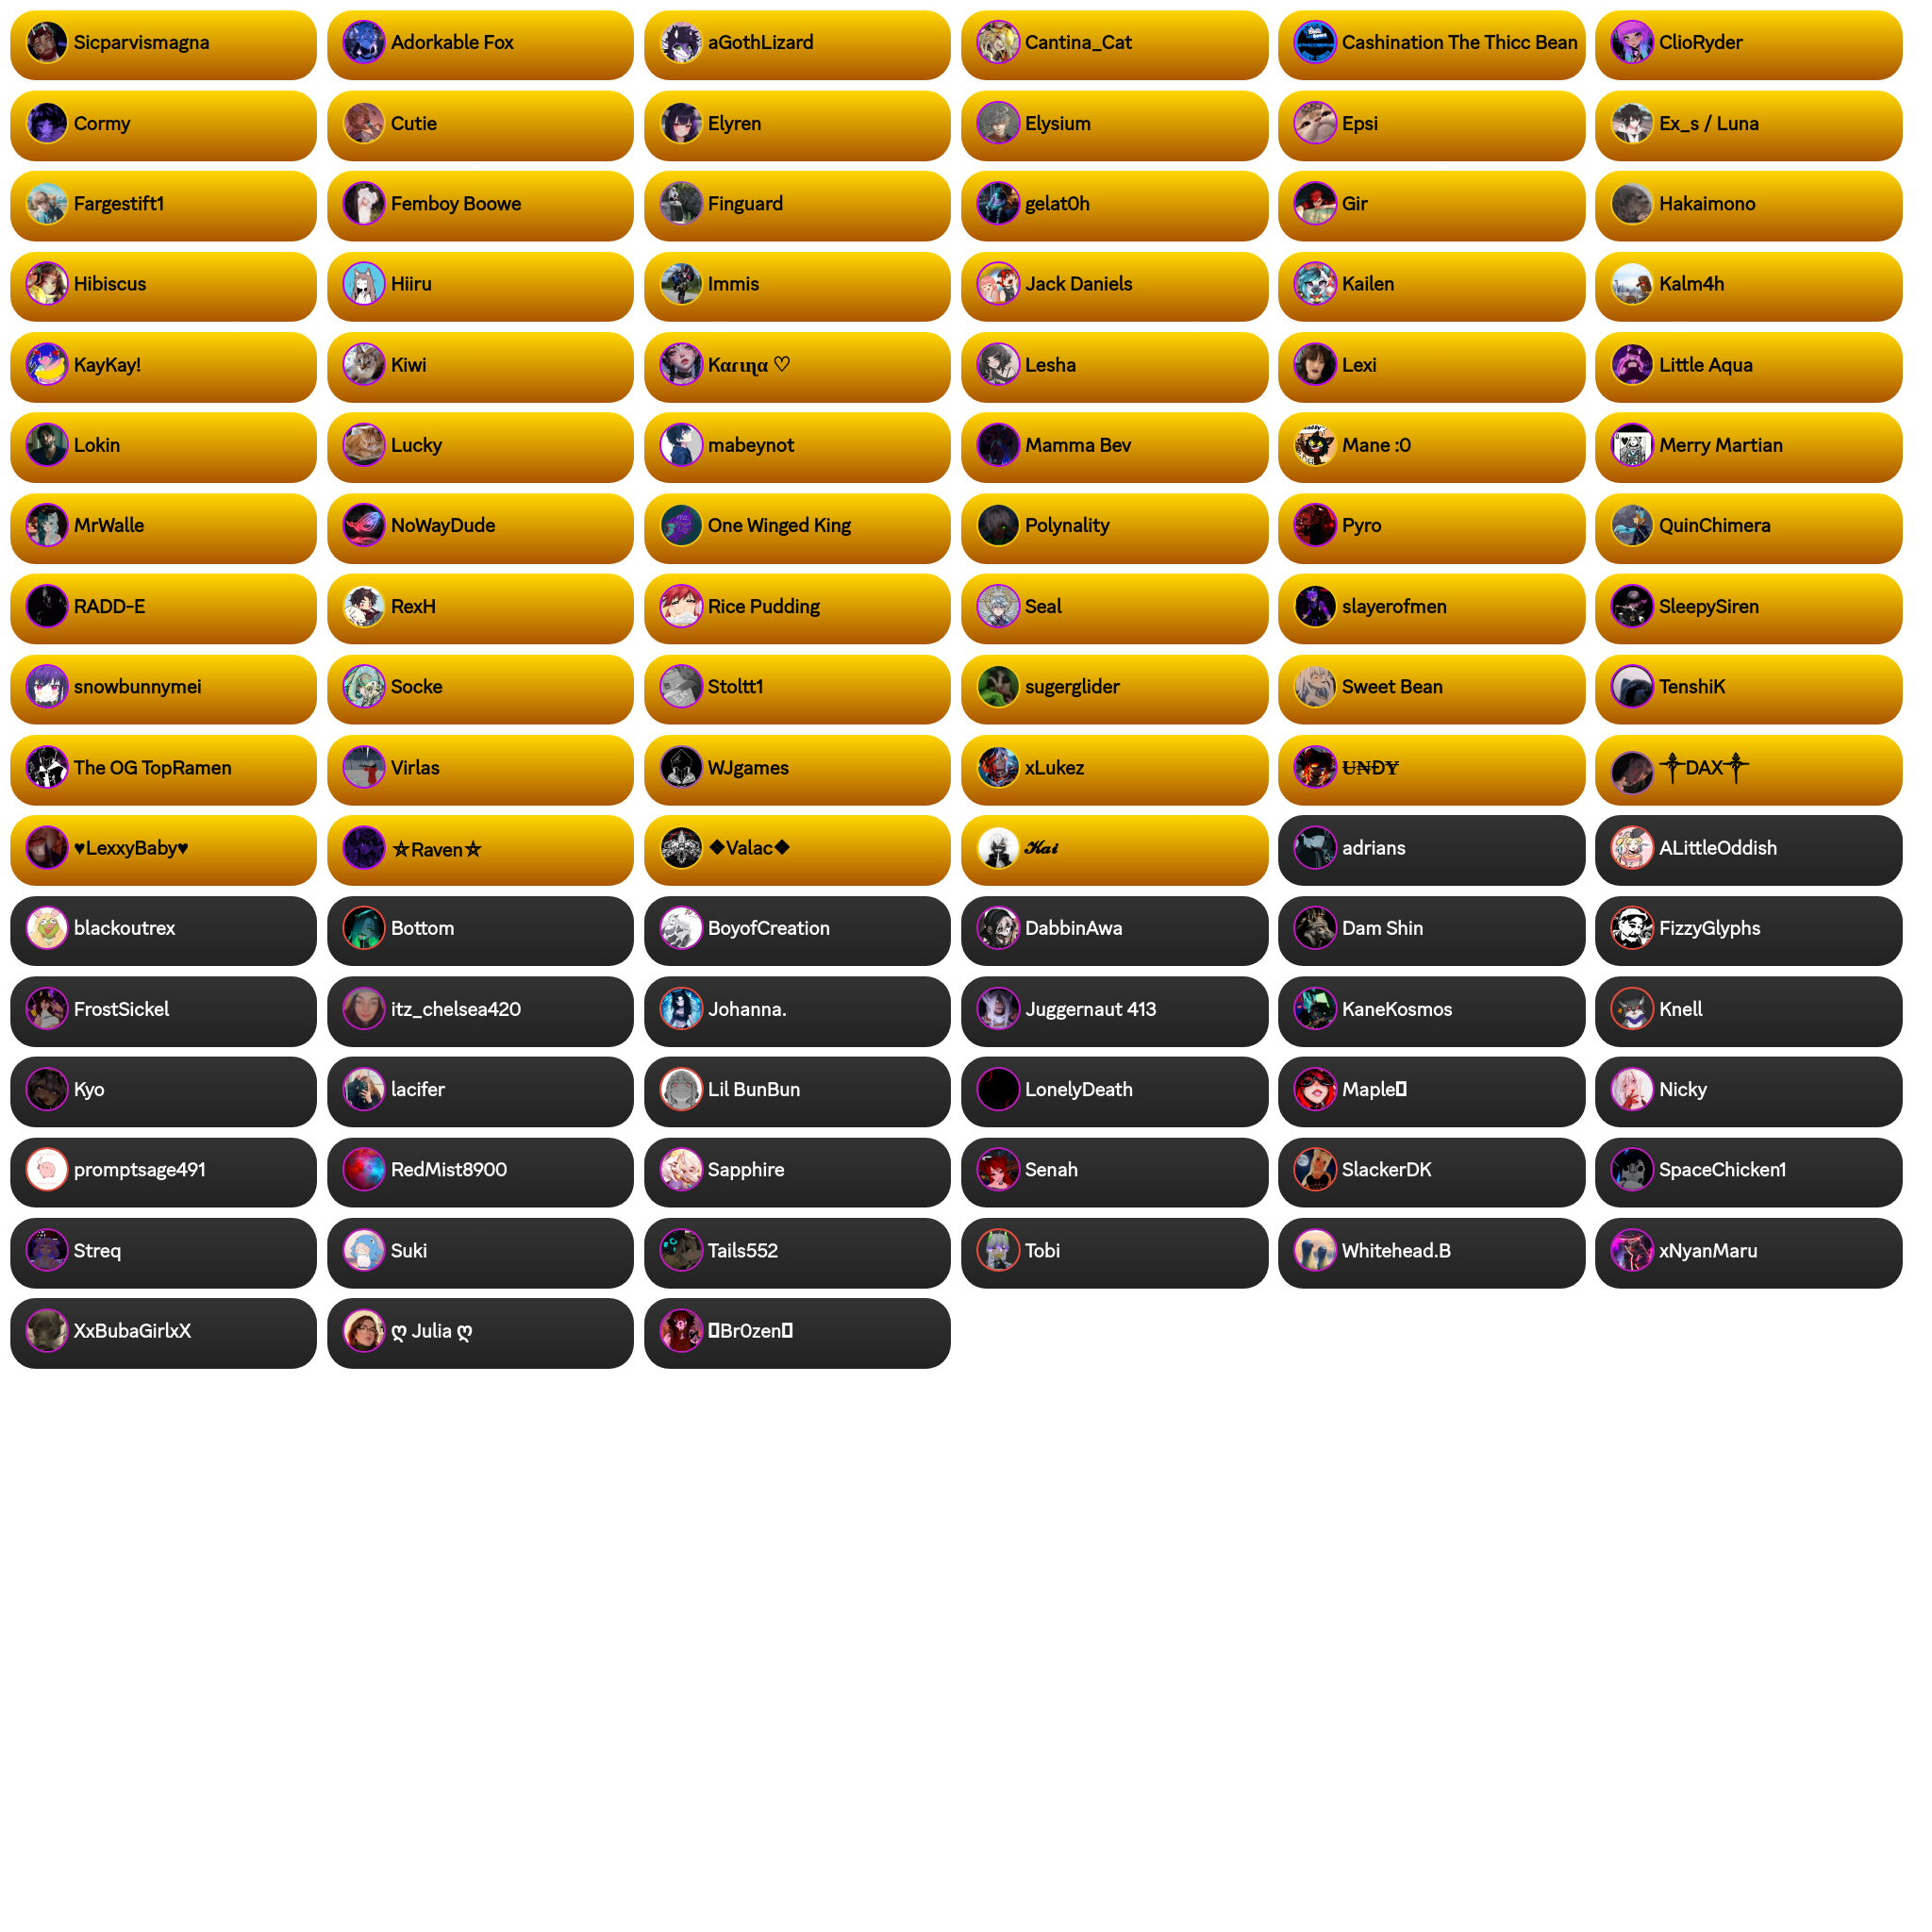 Sicparvismagna
Adorkable Fox
aGothLizard
Cantina_Cat
Cashination The Thicc Bean
ClioRyder
Cormy
Cutie
Elyren
Elysium
Epsi
Ex_s / Luna
Fargestift1
Femboy Boowe
Finguard
gelat0h
Gir
Hakaimono
Hibiscus
Hiiru
Immis
Jack Daniels
Kailen
Kalm4h
KayKay!
Kiwi
Kαɾιɳα ♡
Lesha
Lexi
Little Aqua
Lokin
Lucky
mabeynot
Mamma Bev
Mane :0
Merry Martian
MrWalle
NoWayDude
One Winged King
Polynality
Pyro
QuinChimera
RADD-E
RexH
Rice Pudding
Seal
slayerofmen
SleepySiren
snowbunnymei
Socke
Stoltt1
sugerglider
Sweet Bean
TenshiK
The OG TopRamen
Virlas
WJgames
xLukez
U̶N̶ĐY̶
༒DAX༒
♥LexxyBaby♥
⛤Raven⛤
❖Valac❖
𝓚𝓪𝓲
adrians
ALittleOddish
blackoutrex
Bottom
BoyofCreation
DabbinAwa
Dam Shin
FizzyGlyphs
FrostSickel
itz_chelsea420
Johanna.
Juggernaut 413
KaneKosmos
Knell
Kyo
lacifer
Lil BunBun
LonelyDeath
Maple
Nicky
promptsage491
RedMist8900
Sapphire
Senah
SlackerDK
SpaceChicken1
Streq
Suki
Tails552
Tobi
Whitehead.B
xNyanMaru
XxBubaGirlxX
ღ Julia ღ
Br0zen